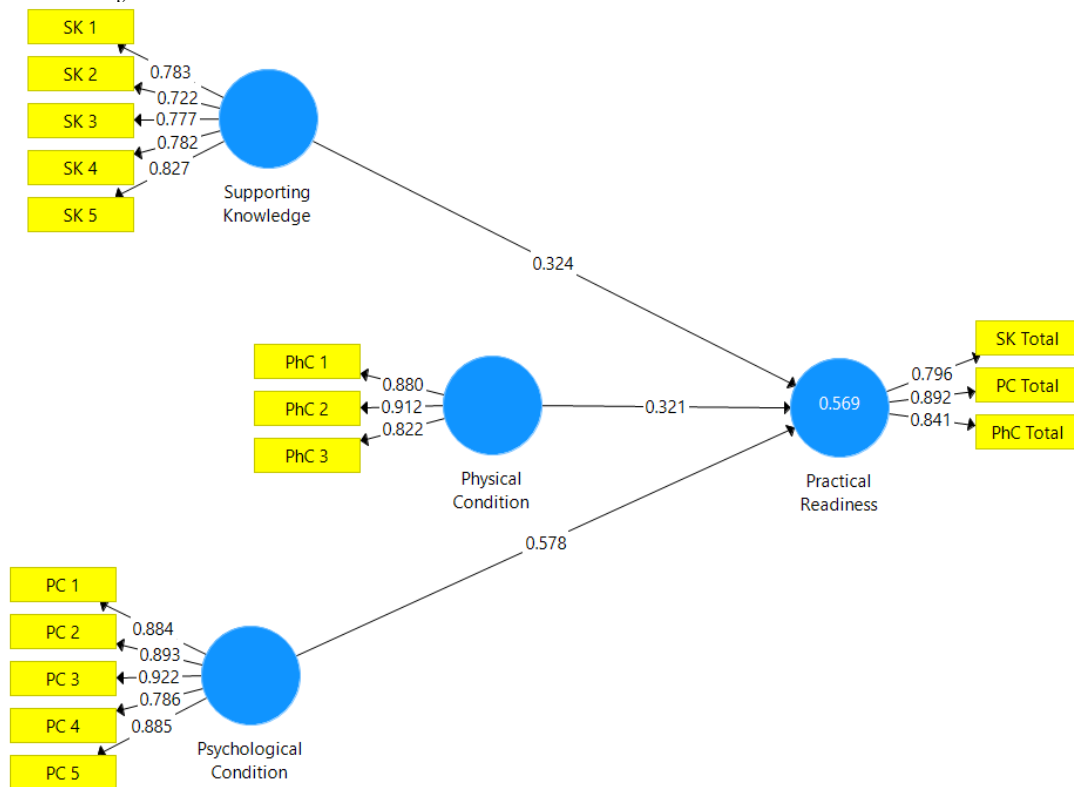 SK 1
SK 2
SK 3
SK 4
SK 5
0.783
0.722
0.777
0.782
0.827
Supporting
Knowledge
0.324
PhC 1
PhC 2
PhC 3
0.880
0.912
0.822
Physical
Condition
0.321
0.569
Practical
Readiness
0.796
0.892
0.841
SK Total
PC Total
PhC Total
0.578
PC 1
PC 2
PC 3
PC 4
PC 5
0.884
0.893
0.922
0.786
0.885
Psychological
Condition